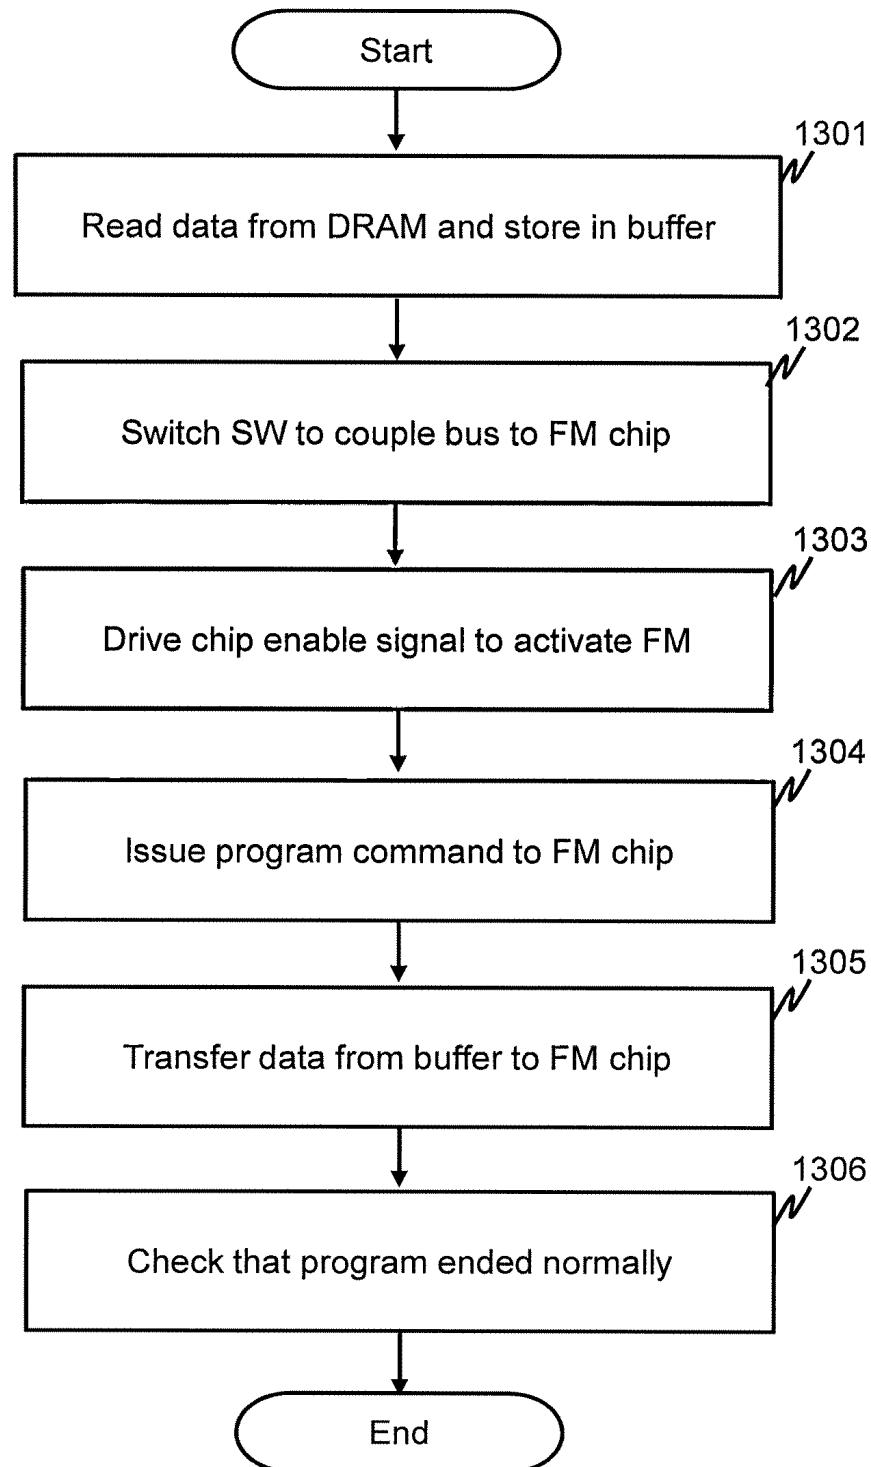 Start
1301
Read data from DRAM and store in buffer
1302
Switch SW to couple bus to FM chip
1303
Drive chip enable signal to activate FM
1304
Issue program command to FM chip
1305
Transfer data from buffer to FM chip
1306
Check that program ended normally
End